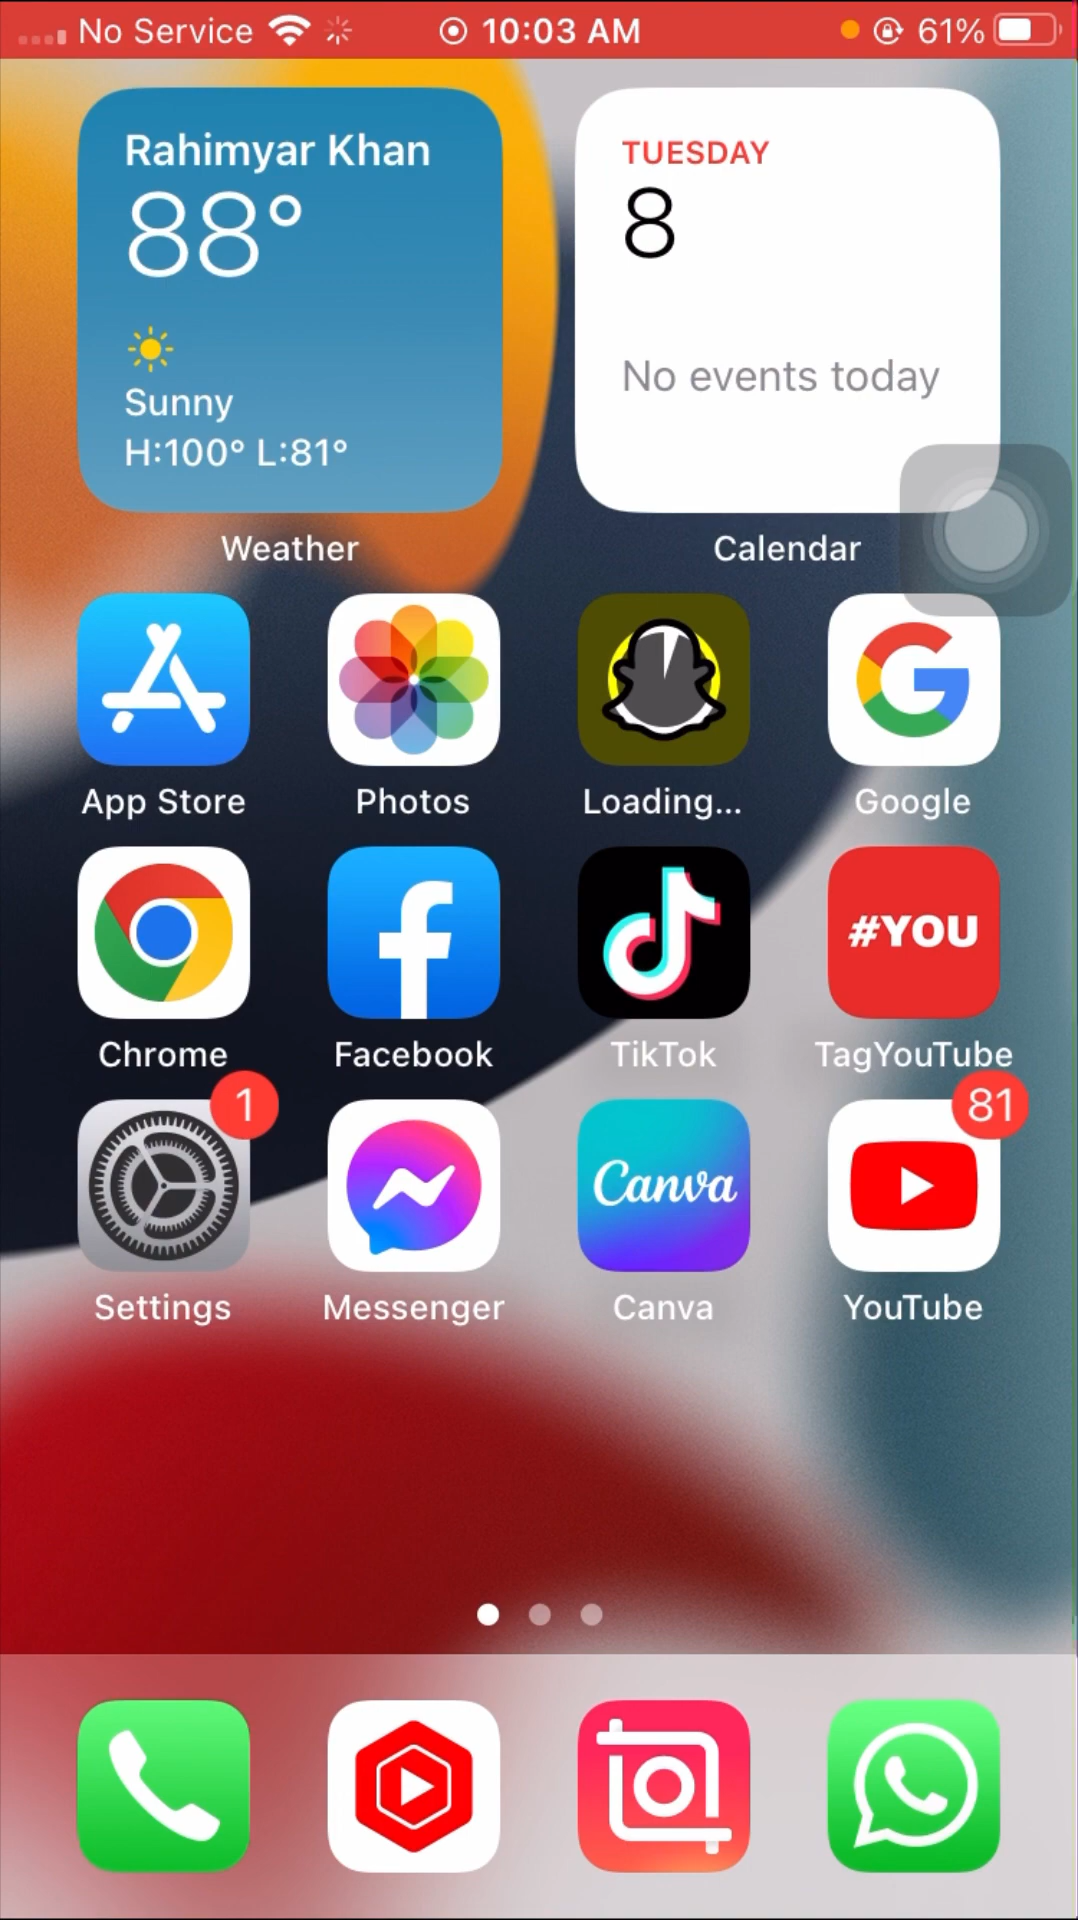 No Service 10:03 AM 61%
Rahimyar Khan
88°
Sunny
H:100° L:81°
Weather
TUESDAY
8
No events today
Calendar
App Store Photos Loading... Google
#YOU
Chrome Facebook TikTok TagYouTube
1 Canva 81
Settings Messenger Canva YouTube